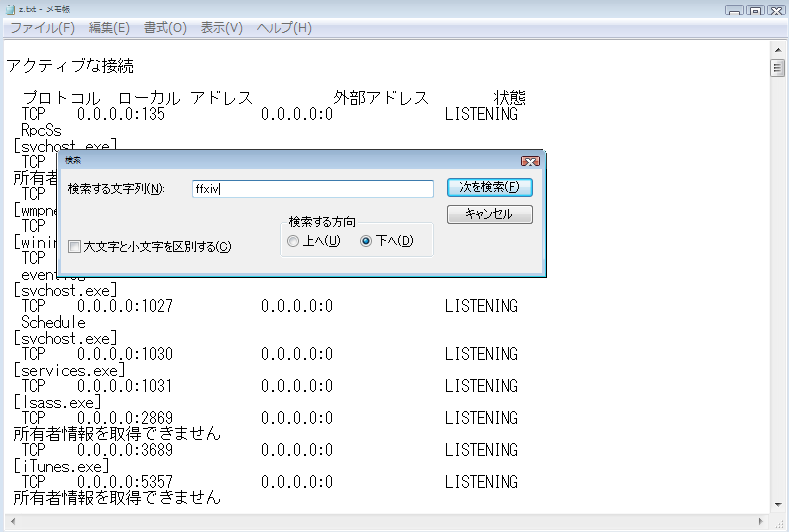 z.txt - メモ帳
ファイル(F) 編集(E) 書式(O) 表示(V) ヘルプ(H)
アクティブな接続
プロトコル ローカル アドレス 外部アドレス 状態
TCP 0.0.0.0:135 0.0.0.0:0 LISTENING
RpcSs
[svchost.exe]
TCP
所有者
TCP
[wmpne
TCP
[winin
TCP
[svchost.exe]
TCP 0.0.0.0:1027 0.0.0.0:0 LISTENING
Schedule
[svchost.exe]
TCP 0.0.0.0:1030 0.0.0.0:0 LISTENING
[services.exe]
TCP 0.0.0.0:1031 0.0.0.0:0 LISTENING
[lsass.exe]
TCP 0.0.0.0:2869 0.0.0.0:0 LISTENING
所有者情報を取得できません
TCP 0.0.0.0:3689 0.0.0.0:0 LISTENING
[iTunes.exe]
TCP 0.0.0.0:5357 0.0.0.0:0 LISTENING
所有者情報を取得できません
検索
検索する文字列(N): ffxiv 次を検索(F)
キャンセル
検索する方向
大文字と小文字を区別する(C) 上へ(U) 下へ(D)